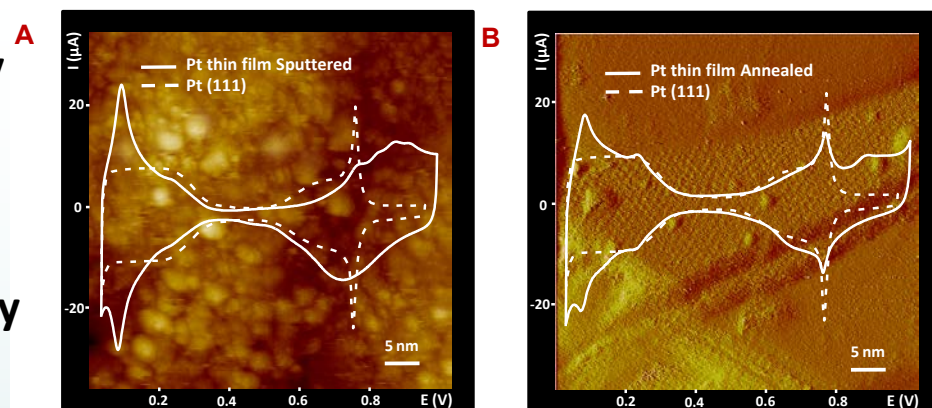 A
I (µA)
Pt thin film Sputtered
Pt (111)
20
0
-20
5 nm
0.2
0.4
0.6
0.8
E (V)
B
I (µA)
Pt thin film Annealed
Pt (111)
20
0
-20
5 nm
0.2
0.4
0.6
0.8
E (V)
y
y